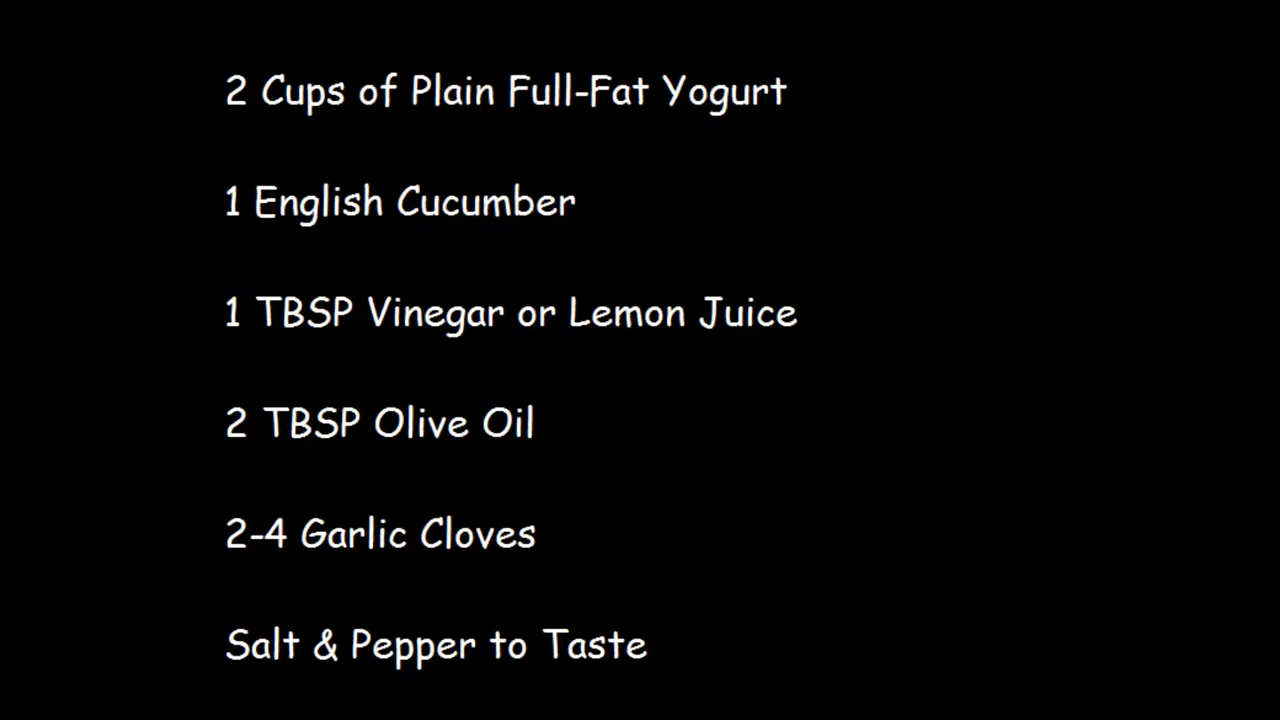 2 Cups of Plain Full-Fat Yogurt
1 English Cucumber
1 TBSP Vinegar or Lemon Juice
2 TBSP Olive Oil
2-4 Garlic Cloves
Salt & Pepper to Taste